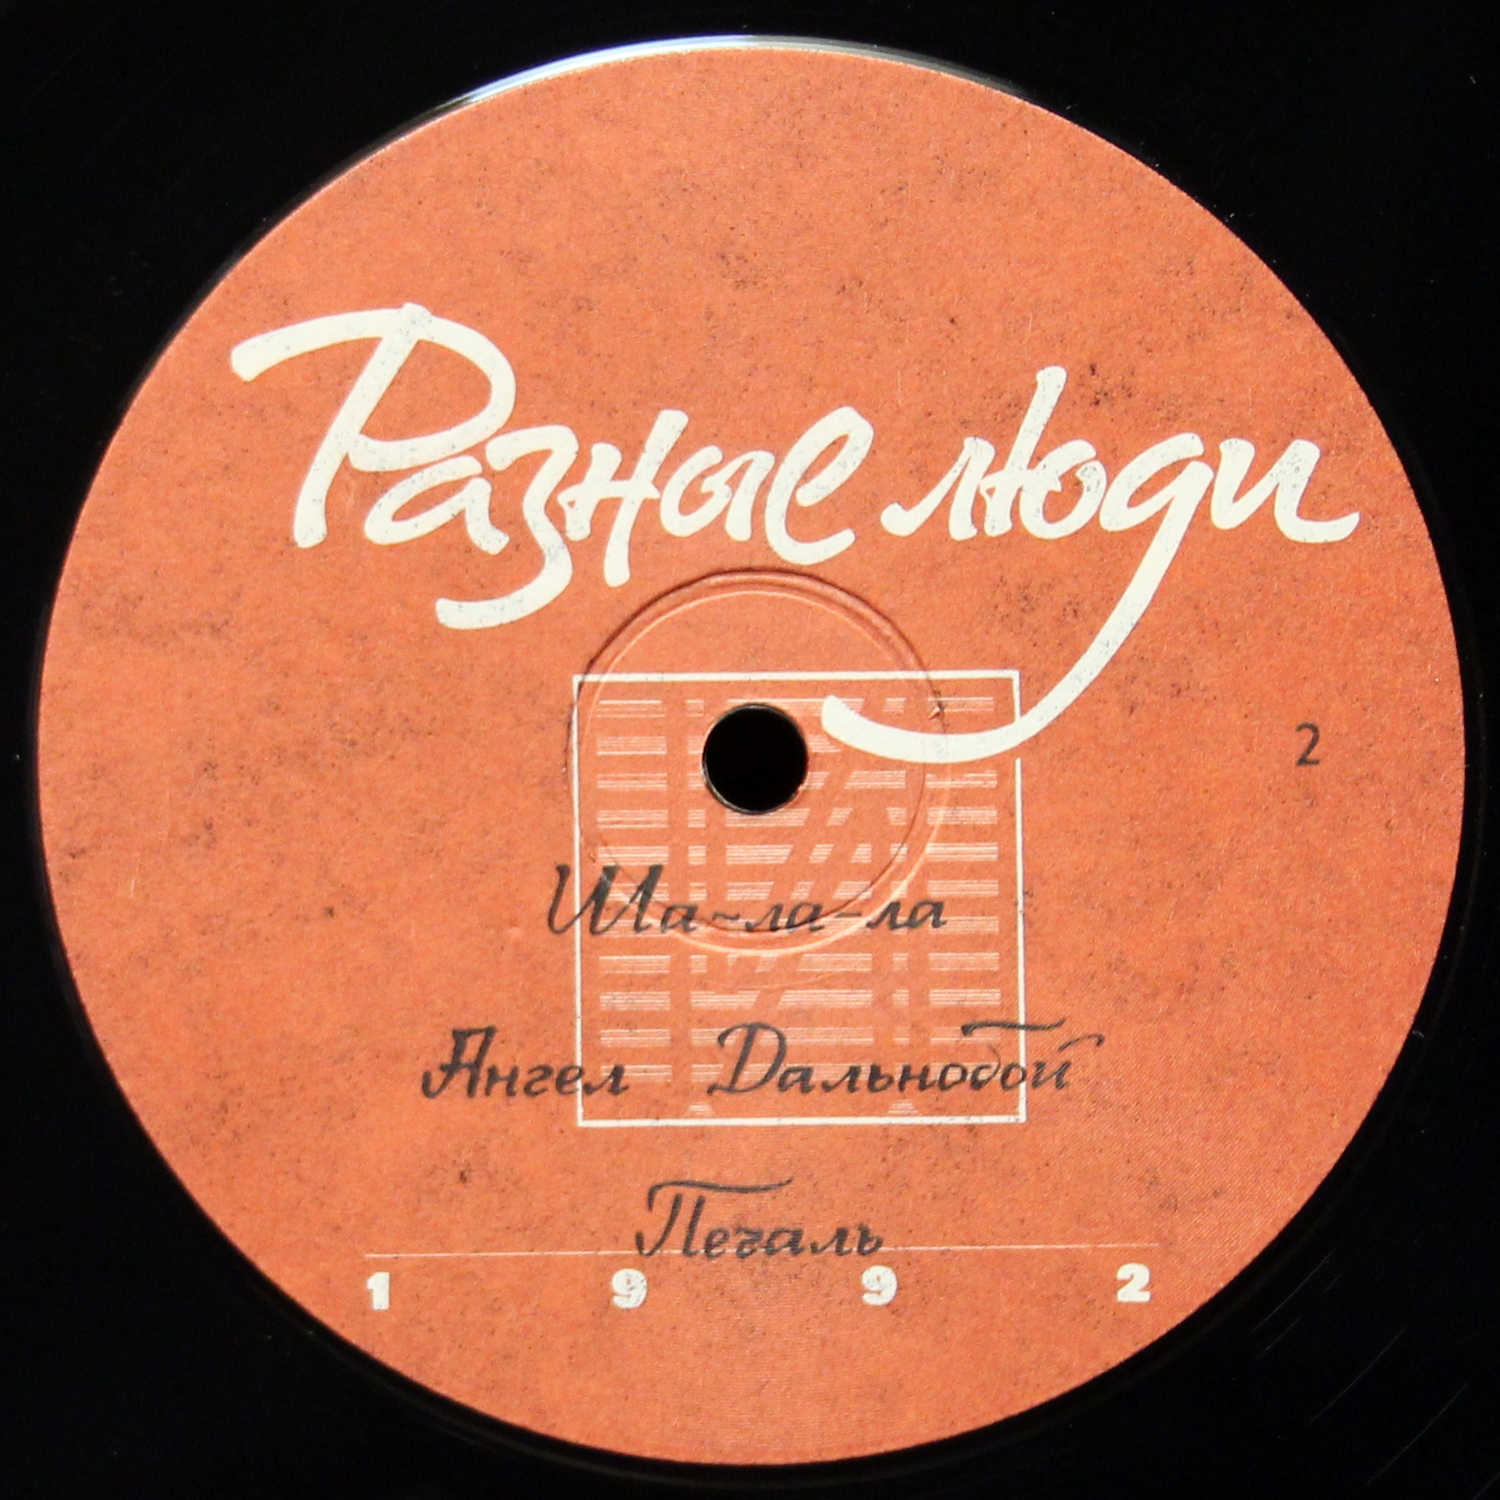 Разные люди
2
Ша-ла-ла
Ангел Дальнобой
Печаль
1 9 9 2